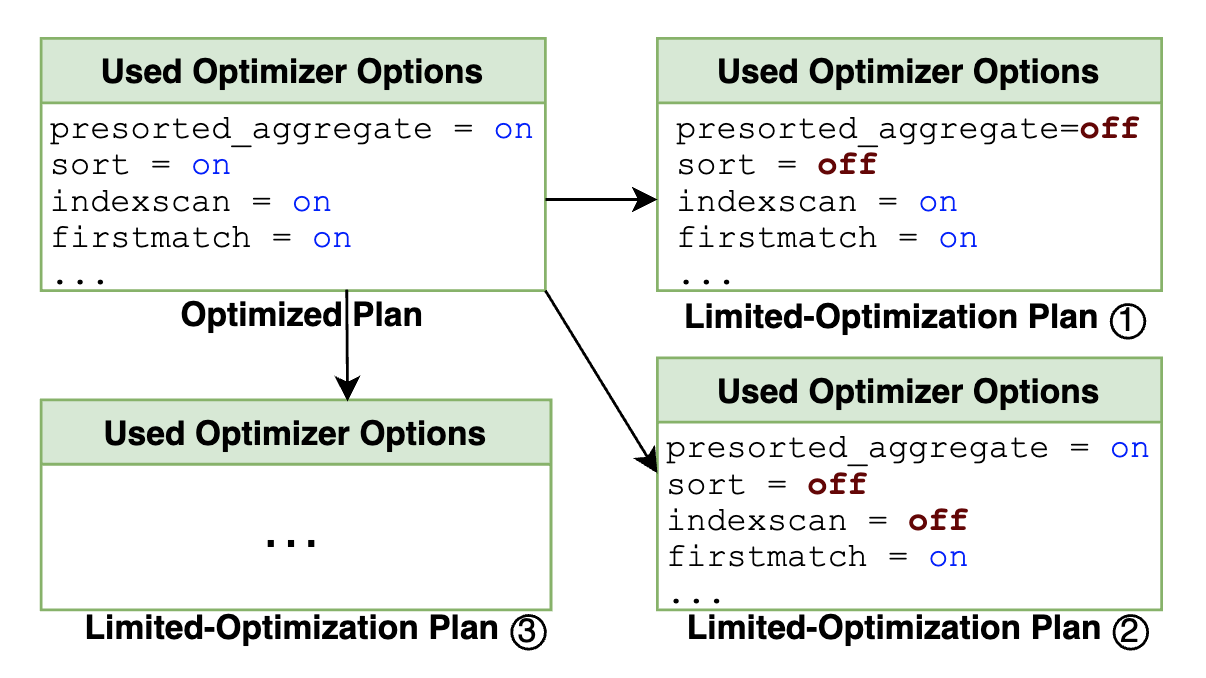 Used Optimizer Options
presorted_aggregate = on
sort = on
indexscan = on
firstmatch = on
...
Optimized Plan
Used Optimizer Options
presorted_aggregate=off
sort = off
indexscan = on
firstmatch = on
...
Limited-Optimization Plan ①
Used Optimizer Options
...
Limited-Optimization Plan ③
Used Optimizer Options
presorted_aggregate = on
sort = off
indexscan = off
firstmatch = on
...
Limited-Optimization Plan ②